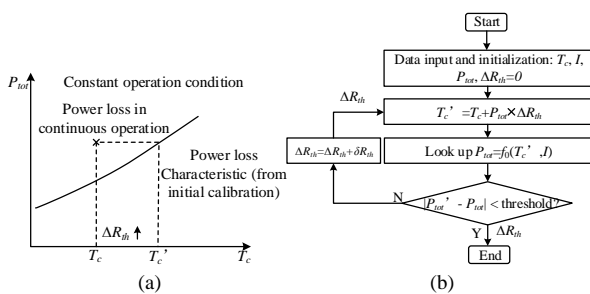 P_tot
Constant operation condition
Power loss in
continuous operation
Power loss
Characteristic (from
initial calibration)
ΔR_th ↑
T_c
T_c'
T_c
(a)
Start
Data input and initialization: T_c, I,
P_tot, ΔR_th=0
ΔR_th
T_c'=T_c+P_tot×ΔR_th
ΔR_th=ΔR_th+δR_th
Look up P_tot=f_0(T_c',I)
N
|P_tot' - P_tot| < threshold?
Y
ΔR_th
End
(b)